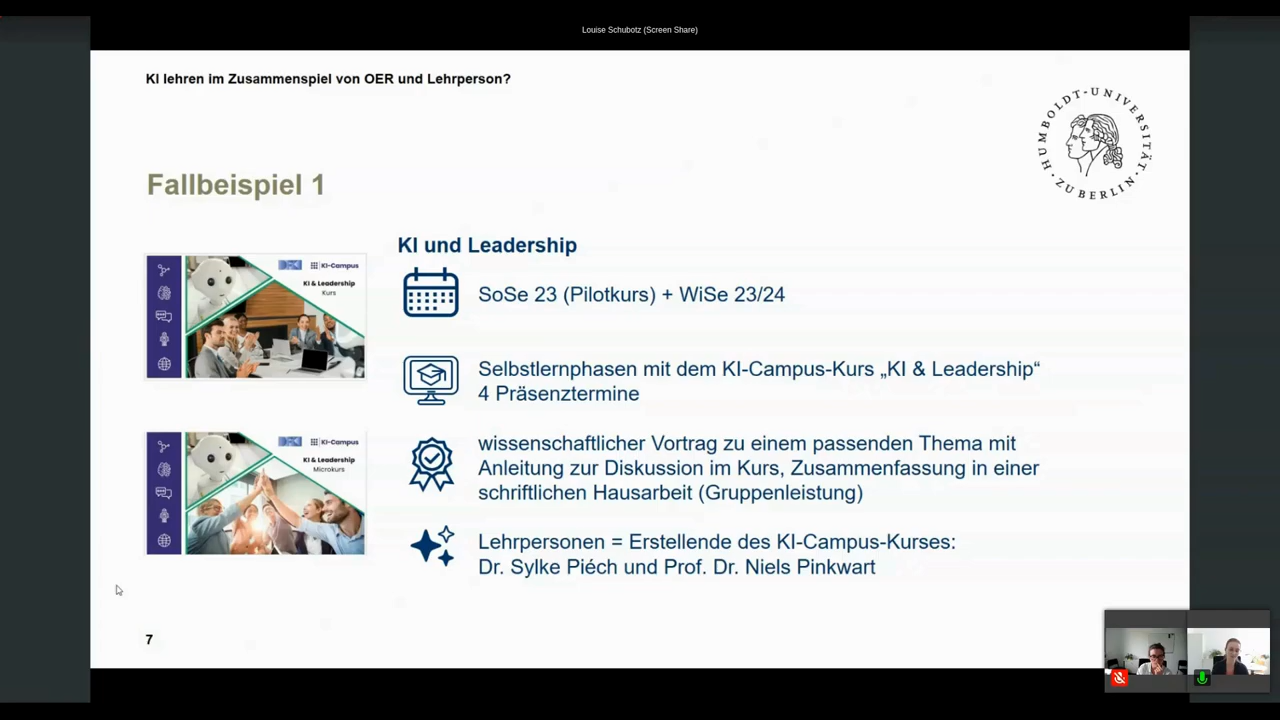 Louise Schubotz (Screen Share)
KI lehren im Zusammenspiel von OER und Lehrperson?
HUMBOLDT-UNIVERSITÄT
· ZU BERLIN ·
Fallbeispiel 1
KI und Leadership
KI-Campus
KI & Leadership
Kurs
SoSe 23 (Pilotkurs) + WiSe 23/24
Selbstlernphasen mit dem KI-Campus-Kurs „KI & Leadership“
4 Präsenztermine
KI-Campus
KI & Leadership
Microkurs
wissenschaftlicher Vortrag zu einem passenden Thema mit
Anleitung zur Diskussion im Kurs, Zusammenfassung in einer
schriftlichen Hausarbeit (Gruppenleistung)
Lehrpersonen = Erstellende des KI-Campus-Kurses:
Dr. Sylke Piéch und Prof. Dr. Niels Pinkwart
7